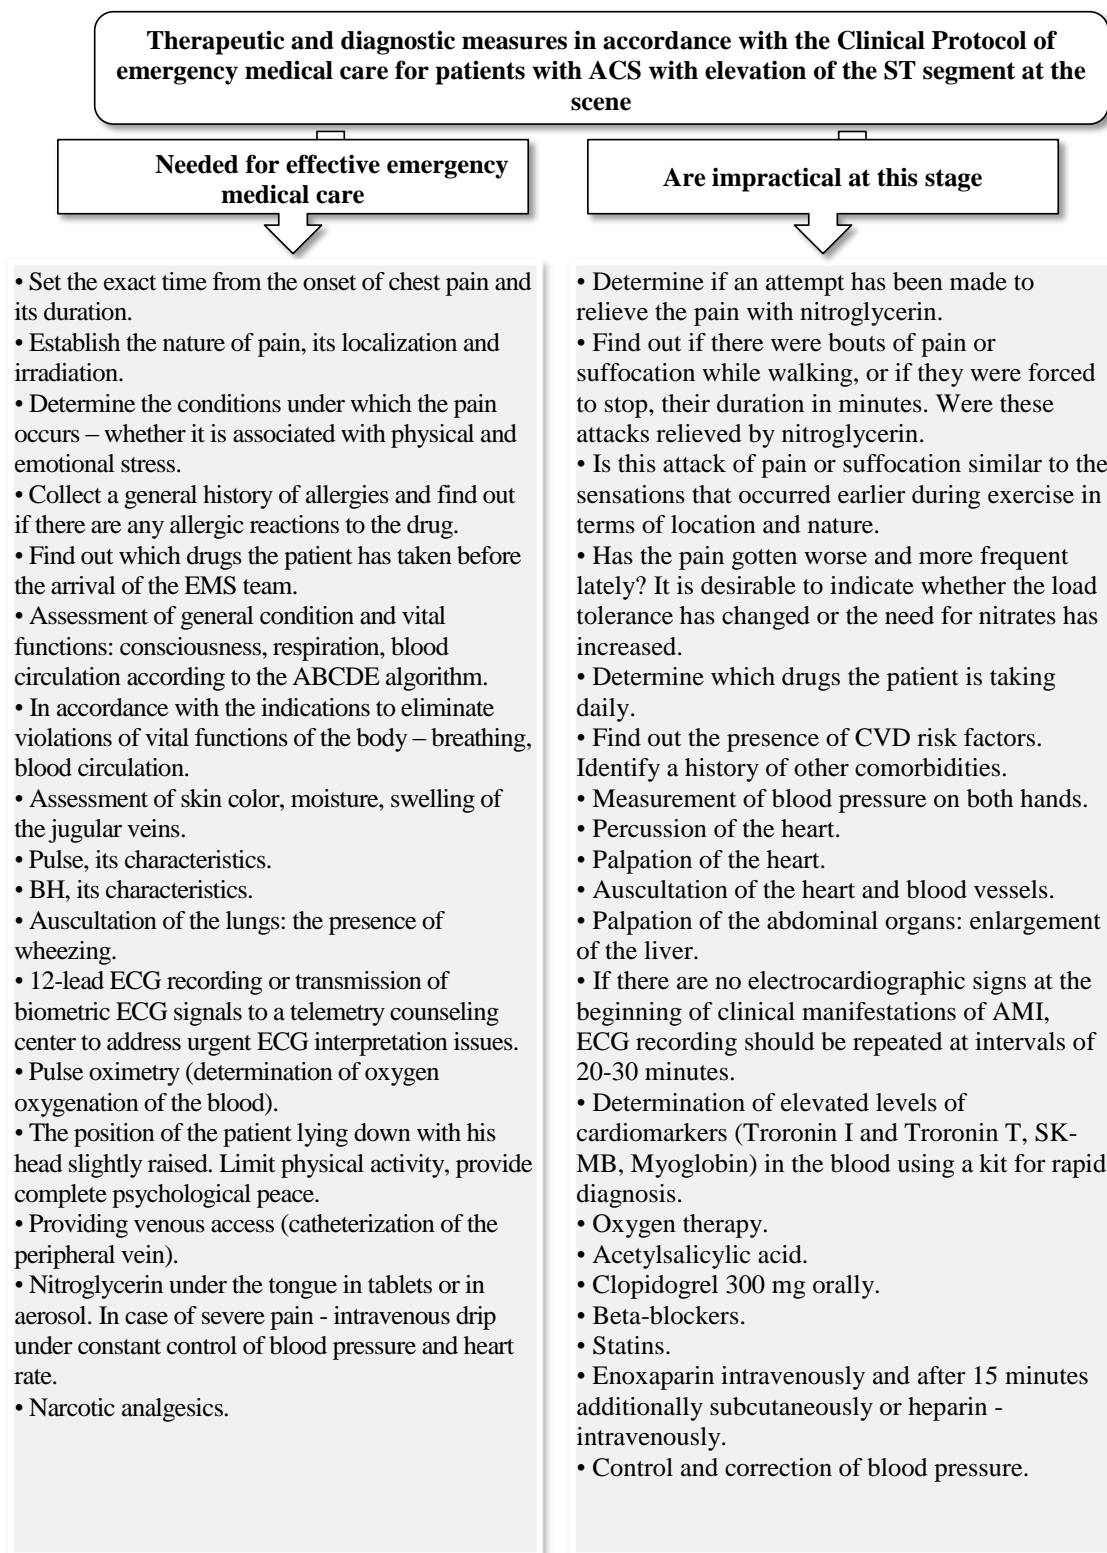 Therapeutic and diagnostic measures in accordance with the Clinical Protocol of
emergency medical care for patients with ACS with elevation of the ST segment at the
scene
Needed for effective emergency
medical care
• Set the exact time from the onset of chest pain and
its duration.
• Establish the nature of pain, its localization and
irradiation.
• Determine the conditions under which the pain
occurs – whether it is associated with physical and
emotional stress.
• Collect a general history of allergies and find out
if there are any allergic reactions to the drug.
• Find out which drugs the patient has taken before
the arrival of the EMS team.
• Assessment of general condition and vital
functions: consciousness, respiration, blood
circulation according to the ABCDE algorithm.
• In accordance with the indications to eliminate
violations of vital functions of the body – breathing,
blood circulation.
• Assessment of skin color, moisture, swelling of
the jugular veins.
• Pulse, its characteristics.
• BH, its characteristics.
• Auscultation of the lungs: the presence of
wheezing.
• 12-lead ECG recording or transmission of
biometric ECG signals to a telemetry counseling
center to address urgent ECG interpretation issues.
• Pulse oximetry (determination of oxygen
oxygenation of the blood).
• The position of the patient lying down with his
head slightly raised. Limit physical activity, provide
complete psychological peace.
• Providing venous access (catheterization of the
peripheral vein).
• Nitroglycerin under the tongue in tablets or in
aerosol. In case of severe pain - intravenous drip
under constant control of blood pressure and heart
rate.
• Narcotic analgesics.
Are impractical at this stage
• Determine if an attempt has been made to
relieve the pain with nitroglycerin.
• Find out if there were bouts of pain or
suffocation while walking, or if they were forced
to stop, their duration in minutes. Were these
attacks relieved by nitroglycerin.
• Is this attack of pain or suffocation similar to the
sensations that occurred earlier during exercise in
terms of location and nature.
• Has the pain gotten worse and more frequent
lately? It is desirable to indicate whether the load
tolerance has changed or the need for nitrates has
increased.
• Determine which drugs the patient is taking
daily.
• Find out the presence of CVD risk factors.
Identify a history of other comorbidities.
• Measurement of blood pressure on both hands.
• Percussion of the heart.
• Palpation of the heart.
• Auscultation of the heart and blood vessels.
• Palpation of the abdominal organs: enlargement
of the liver.
• If there are no electrocardiographic signs at the
beginning of clinical manifestations of AMI,
ECG recording should be repeated at intervals of
20-30 minutes.
• Determination of elevated levels of
cardiomarkers (Troronin I and Troronin T, SK-
MB, Myoglobin) in the blood using a kit for rapid
diagnosis.
• Oxygen therapy.
• Acetylsalicylic acid.
• Clopidogrel 300 mg orally.
• Beta-blockers.
• Statins.
• Enoxaparin intravenously and after 15 minutes
additionally subcutaneously or heparin -
intravenously.
• Control and correction of blood pressure.